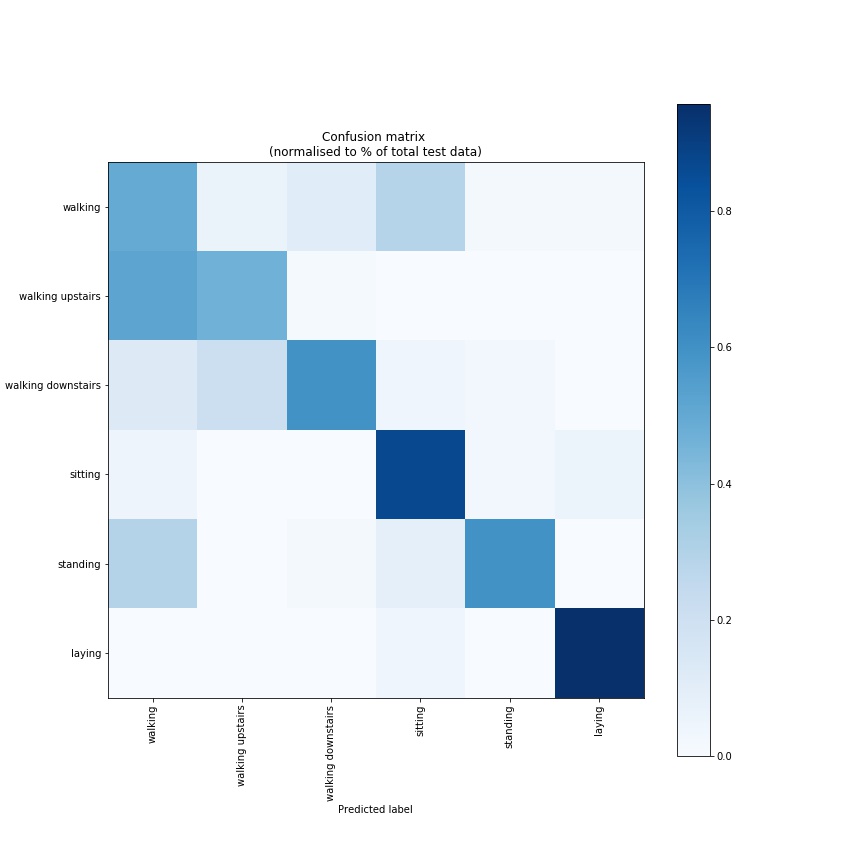 Confusion matrix
(normalised to % of total test data)
walking
walking upstairs
walking downstairs
sitting
standing
laying
walking
walking upstairs
walking downstairs
sitting
standing
laying
Predicted label
0.8
0.6
0.4
0.2
0.0